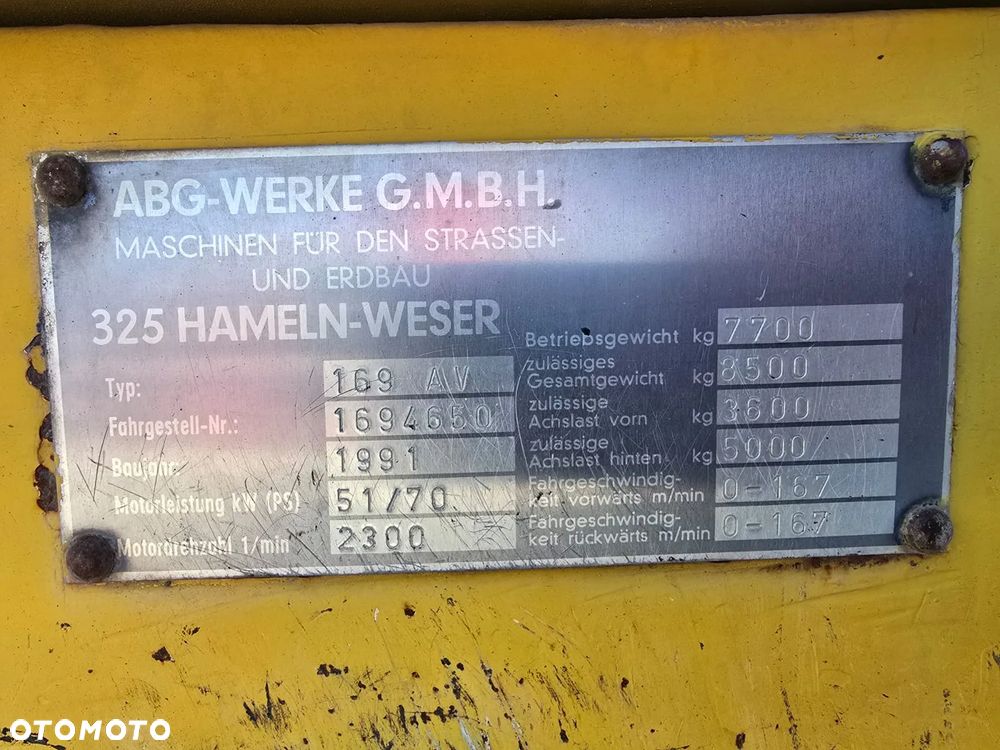 ABG-WERKE G.M.B.H.
MASCHINEN FÜR DEN STRASSEN-
UND ERDBAU
325 HAMELN-WESER
Typ: 169 AV
Fahrgestell-Nr.: 1694650
Baujahr 1991
Motorleistung kW (PS) 51/70
Motordrehzahl 1/min 2300
Betriebsgewicht kg 7700
zulässiges
Gesamtgewicht kg 8500
zulässige
Achslast vorn kg 3600
zulässige
Achslast hinten kg 5000
Fahrgeschwindig-
keit vorwärts m/min 0-167
Fahrgeschwindig-
keit rückwärts m/min 0-167
OTOMOTO